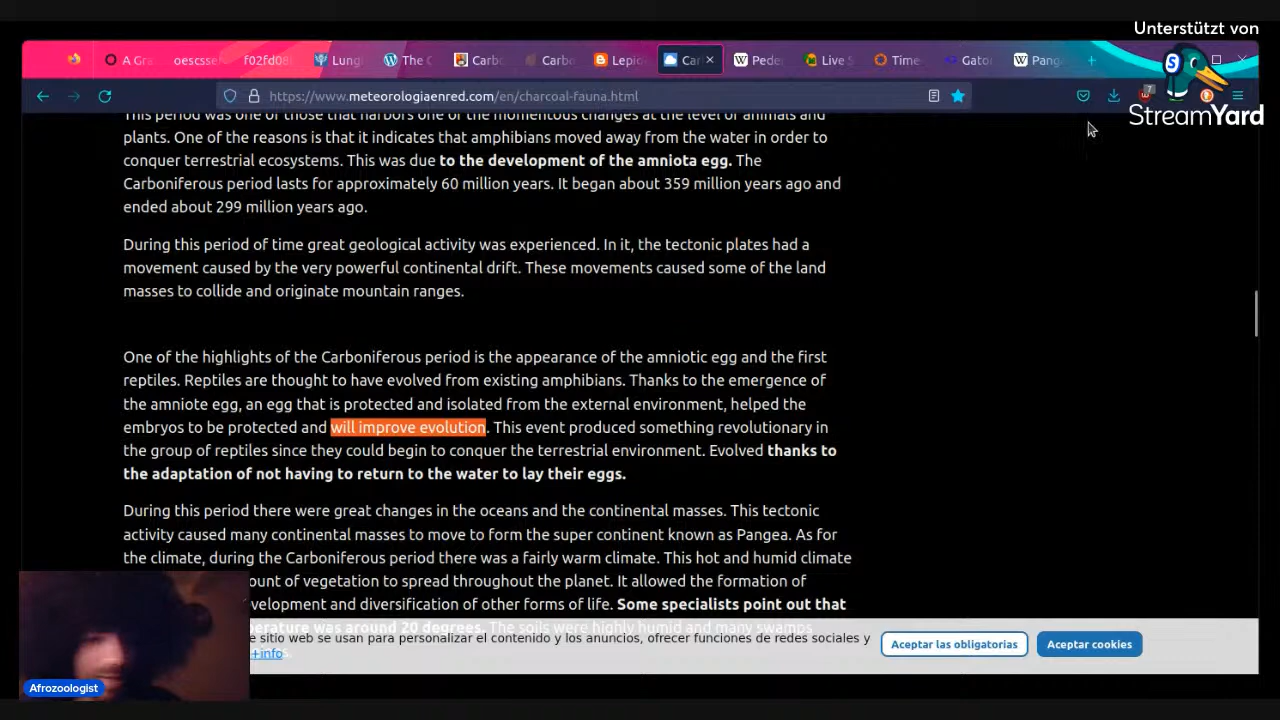 Unterstützt von
StreamYard
A Gra
oescsse
f02fd08
Lung
The C
Carbo
Carbo
Lepio
Car
Pede
Live S
Time
Gato
Pang
https://www.meteorologiaenred.com/en/charcoal-fauna.html
7
This period was one of those that harbors one of the momentous changes at the level of animals and
plants. One of the reasons is that it indicates that amphibians moved away from the water in order to
conquer terrestrial ecosystems. This was due to the development of the amniota egg. The
Carboniferous period lasts for approximately 60 million years. It began about 359 million years ago and
ended about 299 million years ago.
During this period of time great geological activity was experienced. In it, the tectonic plates had a
movement caused by the very powerful continental drift. These movements caused some of the land
masses to collide and originate mountain ranges.
One of the highlights of the Carboniferous period is the appearance of the amniotic egg and the first
reptiles. Reptiles are thought to have evolved from existing amphibians. Thanks to the emergence of
the amniote egg, an egg that is protected and isolated from the external environment, helped the
embryos to be protected and will improve evolution. This event produced something revolutionary in
the group of reptiles since they could begin to conquer the terrestrial environment. Evolved thanks to
the adaptation of not having to return to the water to lay their eggs.
During this period there were great changes in the oceans and the continental masses. This tectonic
activity caused many continental masses to move to form the super continent known as Pangea. As for
the climate, during the Carboniferous period there was a fairly warm climate. This hot and humid climate
ount of vegetation to spread throughout the planet. It allowed the formation of
velopment and diversification of other forms of life. Some specialists point out that
perature was around 20 degrees. The soils were highly humid and many swamps
e sitio web se usan para personalizar el contenido y los anuncios, ofrecer funciones de redes sociales y
+info
Aceptar las obligatorias
Aceptar cookies
Afrozoologist